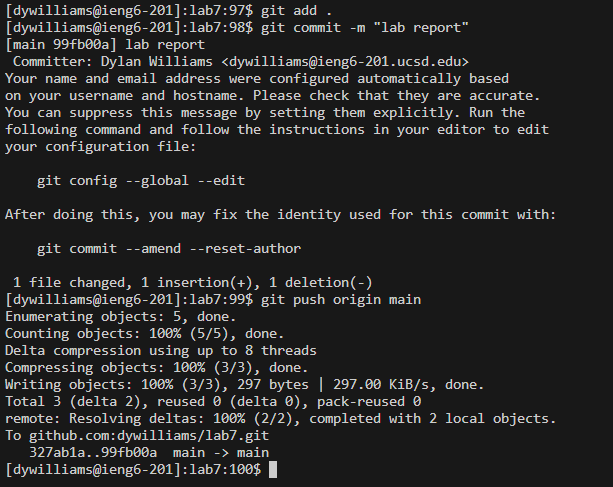 [dywilliams@ieng6-201]:lab7:97$ git add .
[dywilliams@ieng6-201]:lab7:98$ git commit -m "lab report"
[main 99fb00a] lab report
 Committer: Dylan Williams <dywilliams@ieng6-201.ucsd.edu>
Your name and email address were configured automatically based
on your username and hostname. Please check that they are accurate.
You can suppress this message by setting them explicitly. Run the
following command and follow the instructions in your editor to edit
your configuration file:

    git config --global --edit

After doing this, you may fix the identity used for this commit with:

    git commit --amend --reset-author

 1 file changed, 1 insertion(+), 1 deletion(-)
[dywilliams@ieng6-201]:lab7:99$ git push origin main
Enumerating objects: 5, done.
Counting objects: 100% (5/5), done.
Delta compression using up to 8 threads
Compressing objects: 100% (3/3), done.
Writing objects: 100% (3/3), 297 bytes | 297.00 KiB/s, done.
Total 3 (delta 2), reused 0 (delta 0), pack-reused 0
remote: Resolving deltas: 100% (2/2), completed with 2 local objects.
To github.com:dywilliams/lab7.git
   327ab1a..99fb00a  main -> main
[dywilliams@ieng6-201]:lab7:100$